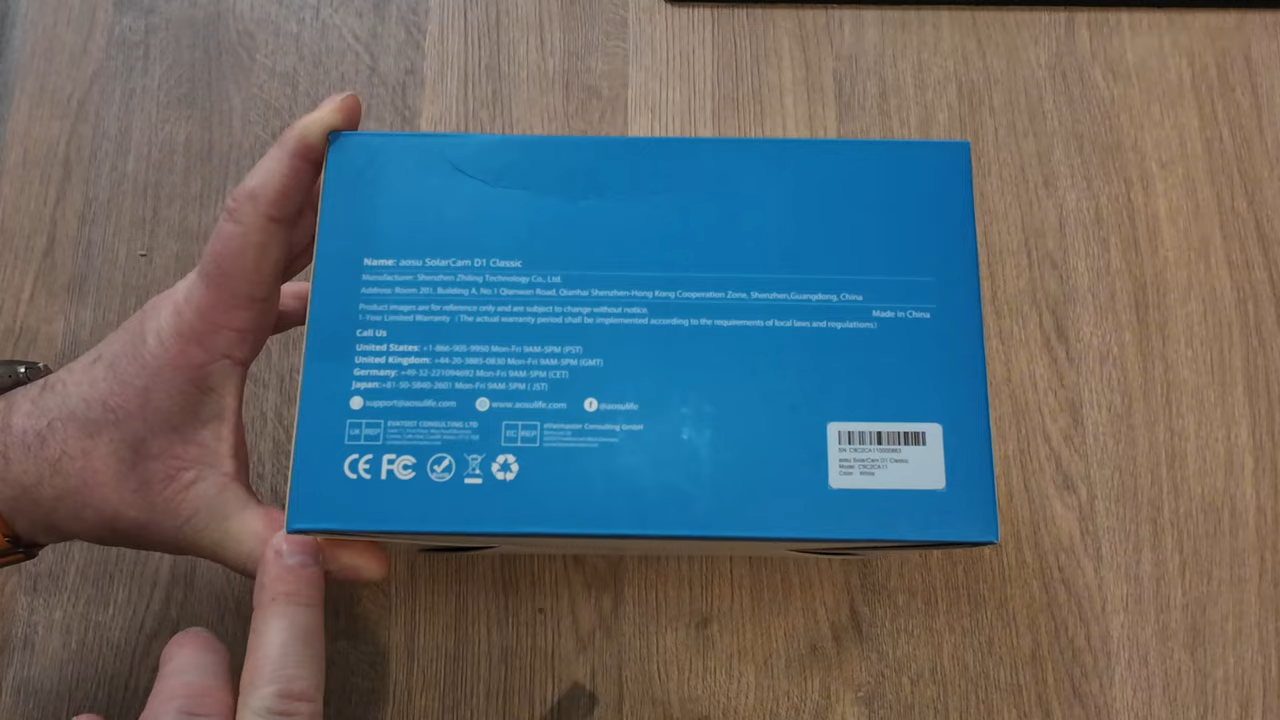 Name: aosu SolarCam D1 Classic
Manufacturer: Shenzhen Zhiling Technology Co., Ltd.
Address: Room 201, Building A, No.1 Qianwan Road, Qianhai Shenzhen-Hong Kong Cooperation Zone, Shenzhen,Guangdong, China
Product images are for reference only and are subject to change without notice.
Made in China
1-Year Limited Warranty (The actual warranty period shall be implemented according to the requirements of local laws and regulations)
Call Us
United States: +1-866-905-9950 Mon-Fri 9AM-5PM (PST)
United Kingdom: +44-20-3885-0830 Mon-Fri 9AM-5PM (GMT)
Germany: +49-32-221094692 Mon-Fri 9AM-5PM (CET)
Japan:+81-50-5840-2601 Mon-Fri 9AM-5PM ( JST)
support@aosulife.com www.aosulife.com f @aosulife
UK REP EVATOST CONSULTING LTD
EC REP eVatmaster Consulting GmbH
CE FC
aosu SolarCam D1 Classic
Model: C9C2CA11
Color: White